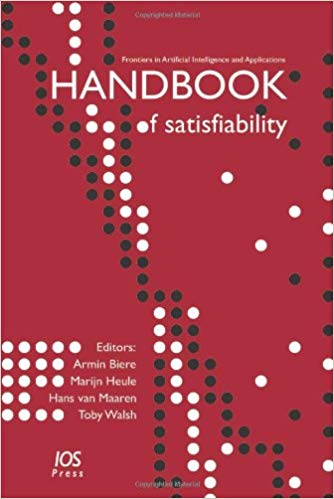 Frontiers in Artificial Intelligence and Applications
HANDBOOK
of satisfiability
Editors:
Armin Biere
Marijn Heule
Hans van Maaren
Toby Walsh
IOS
Press